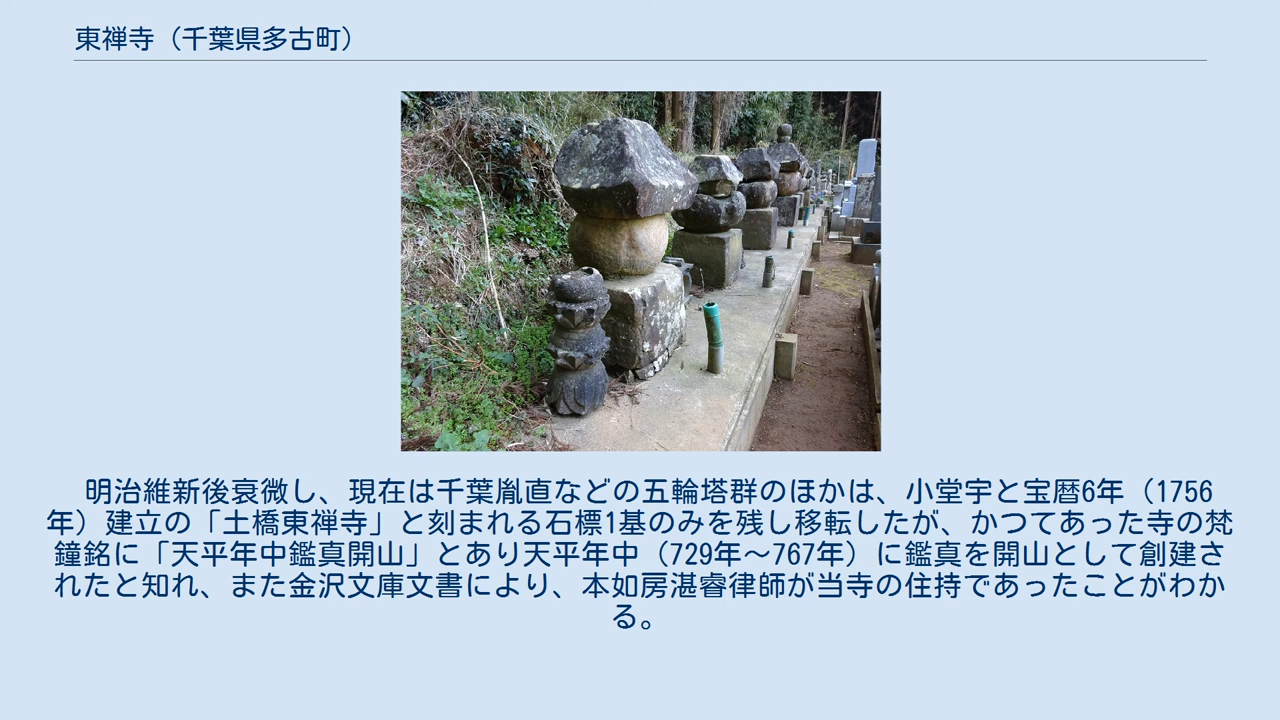 東禅寺（千葉県多古町）
明治維新後衰微し、現在は千葉胤直などの五輪塔群のほかは、小堂宇と宝暦6年（1756
年）建立の「土橋東禅寺」と刻まれる石標1基のみを残し移転したが、かつてあった寺の梵
鐘銘に「天平年中鑑真開山」とあり天平年中（729年～767年）に鑑真を開山として創建さ
れたと知れ、また金沢文庫文書により、本如房湛睿律師が当寺の住持であったことがわか
る。